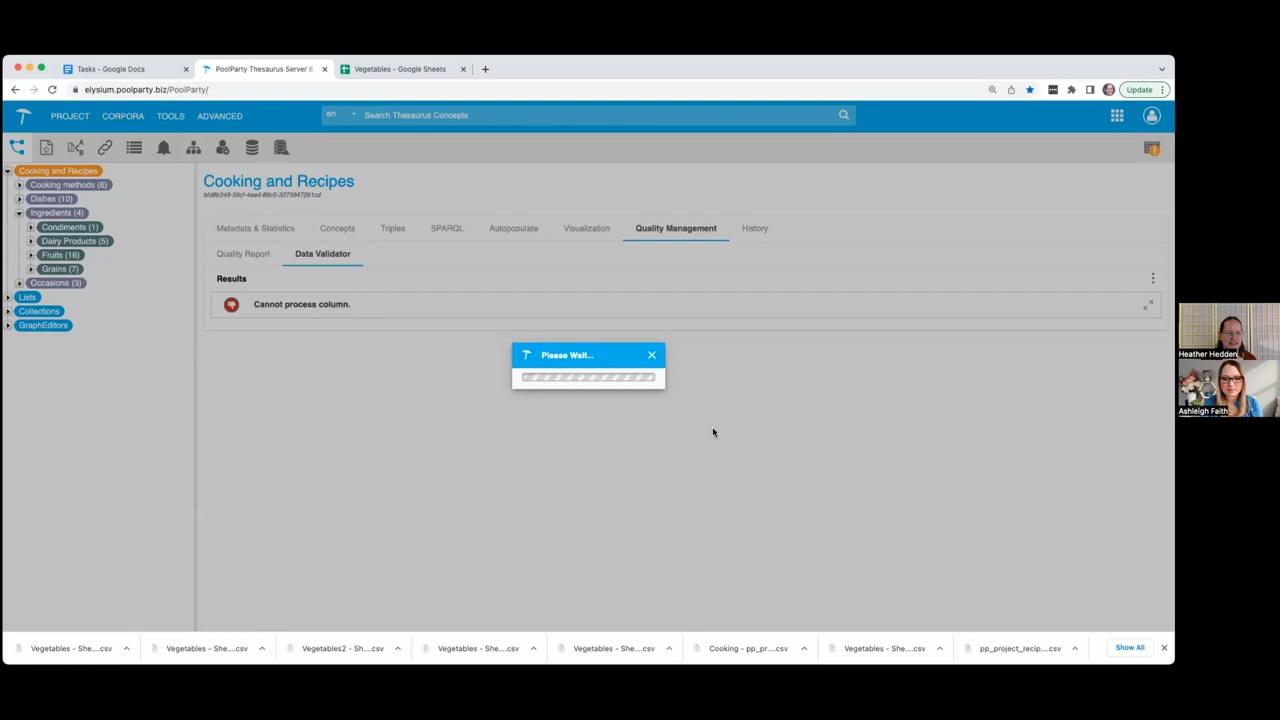 Tasks - Google Docs
PoolParty Thesaurus Server 8.
Vegetables - Google Sheets
elysium.poolparty.biz/PoolParty/
Update
PROJECT
CORPORA
TOOLS
ADVANCED
en
Search Thesaurus Concepts
Cooking and Recipes
Cooking methods (6)
Dishes (10)
Ingredients (4)
Condiments (1)
Dairy Products (5)
Fruits (16)
Grains (7)
Occasions (3)
Lists
Collections
GraphEditors
Cooking and Recipes
Metadata & Statistics
Concepts
Triples
SPARQL
Autopopulate
Visualization
Quality Management
History
Quality Report
Data Validator
Results
Cannot process column.
Please Wait...
Heather Hedden
Ashleigh Faith
Vegetables - She....csv
Vegetables - She....csv
Vegetables2 - Sh....csv
Vegetables - She....csv
Vegetables - She....csv
Cooking - pp_pr....csv
Vegetables - She....csv
pp_project_recip....csv
Show All